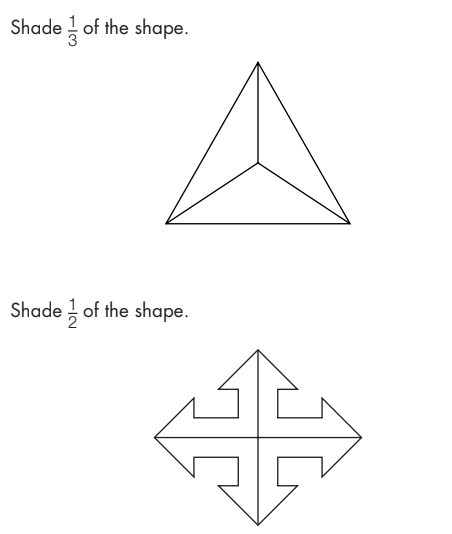 Shade 1/3 of the shape.
Shade 1/2 of the shape.